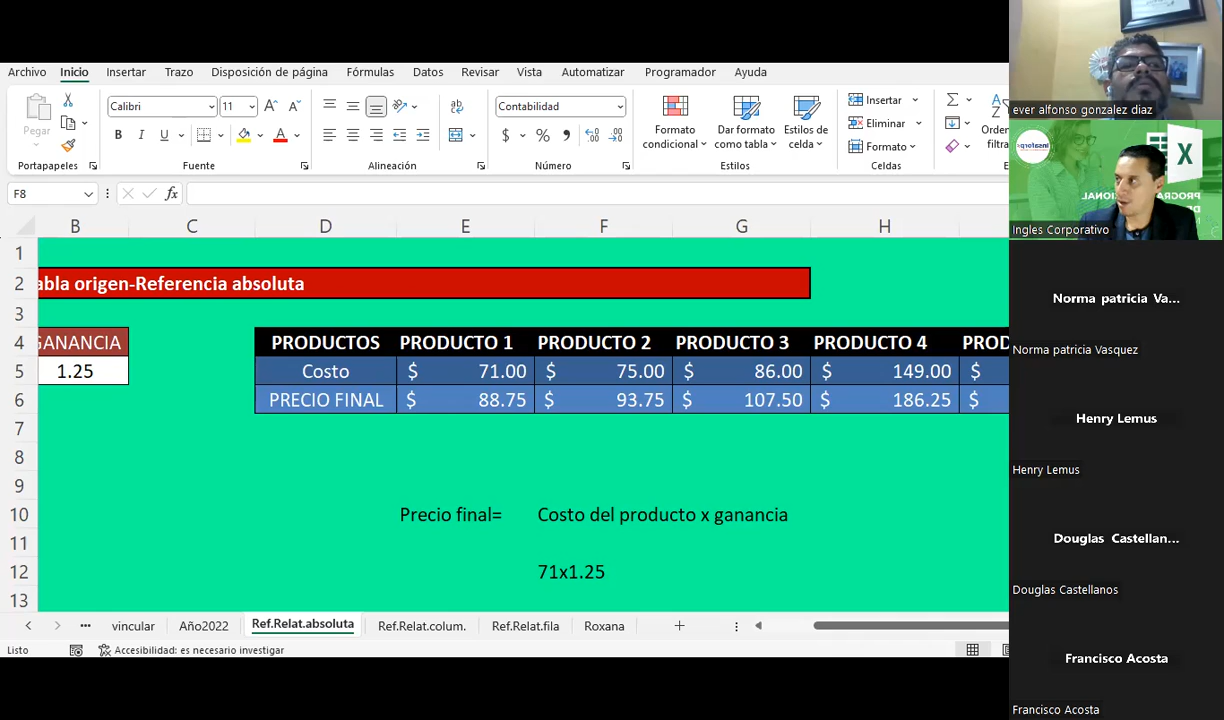 Archivo Inicio Insertar Trazo Disposición de página Fórmulas Datos Revisar Vista Automatizar Programador Ayuda
Pegar
Calibri 11
Contabilidad
Formato condicional
Dar formato como tabla
Estilos de celda
Insertar
Eliminar
Formato
Orden
filtra
Portapapeles Fuente Alineación Número Estilos Celdas
F8
B C D E F G H
1
2 abla origen-Referencia absoluta
3
4 GANANCIA PRODUCTOS PRODUCTO 1 PRODUCTO 2 PRODUCTO 3 PRODUCTO 4 PROD
5 1.25 Costo $ 71.00 $ 75.00 $ 86.00 $ 149.00 $
6 PRECIO FINAL $ 88.75 $ 93.75 $ 107.50 $ 186.25 $
7
8
9
10 Precio final= Costo del producto x ganancia
11
12 71x1.25
13
vincular Año2022 Ref.Relat.absoluta Ref.Relat.colum. Ref.Relat.fila Roxana
Listo Accesibilidad: es necesario investigar
ever alfonso gonzalez diaz
Ingles Corporativo
Norma patricia Va...
Norma patricia Vasquez
Henry Lemus
Henry Lemus
Douglas Castellan...
Douglas Castellanos
Francisco Acosta
Francisco Acosta